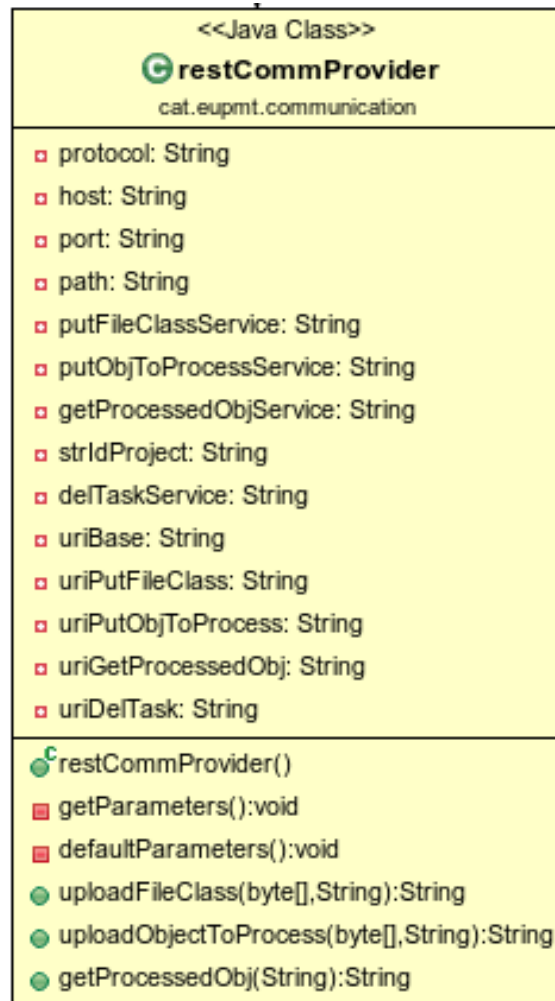 <<Java Class>>
C restCommProvider
cat.eupmt.communication
protocol: String
host: String
port: String
path: String
putFileClassService: String
putObjToProcessService: String
getProcessedObjService: String
strIdProject: String
delTaskService: String
uriBase: String
uriPutFileClass: String
uriPutObjToProcess: String
uriGetProcessedObj: String
uriDelTask: String
C restCommProvider()
getParameters():void
defaultParameters():void
uploadFileClass(byte[],String):String
uploadObjectToProcess(byte[],String):String
getProcessedObj(String):String